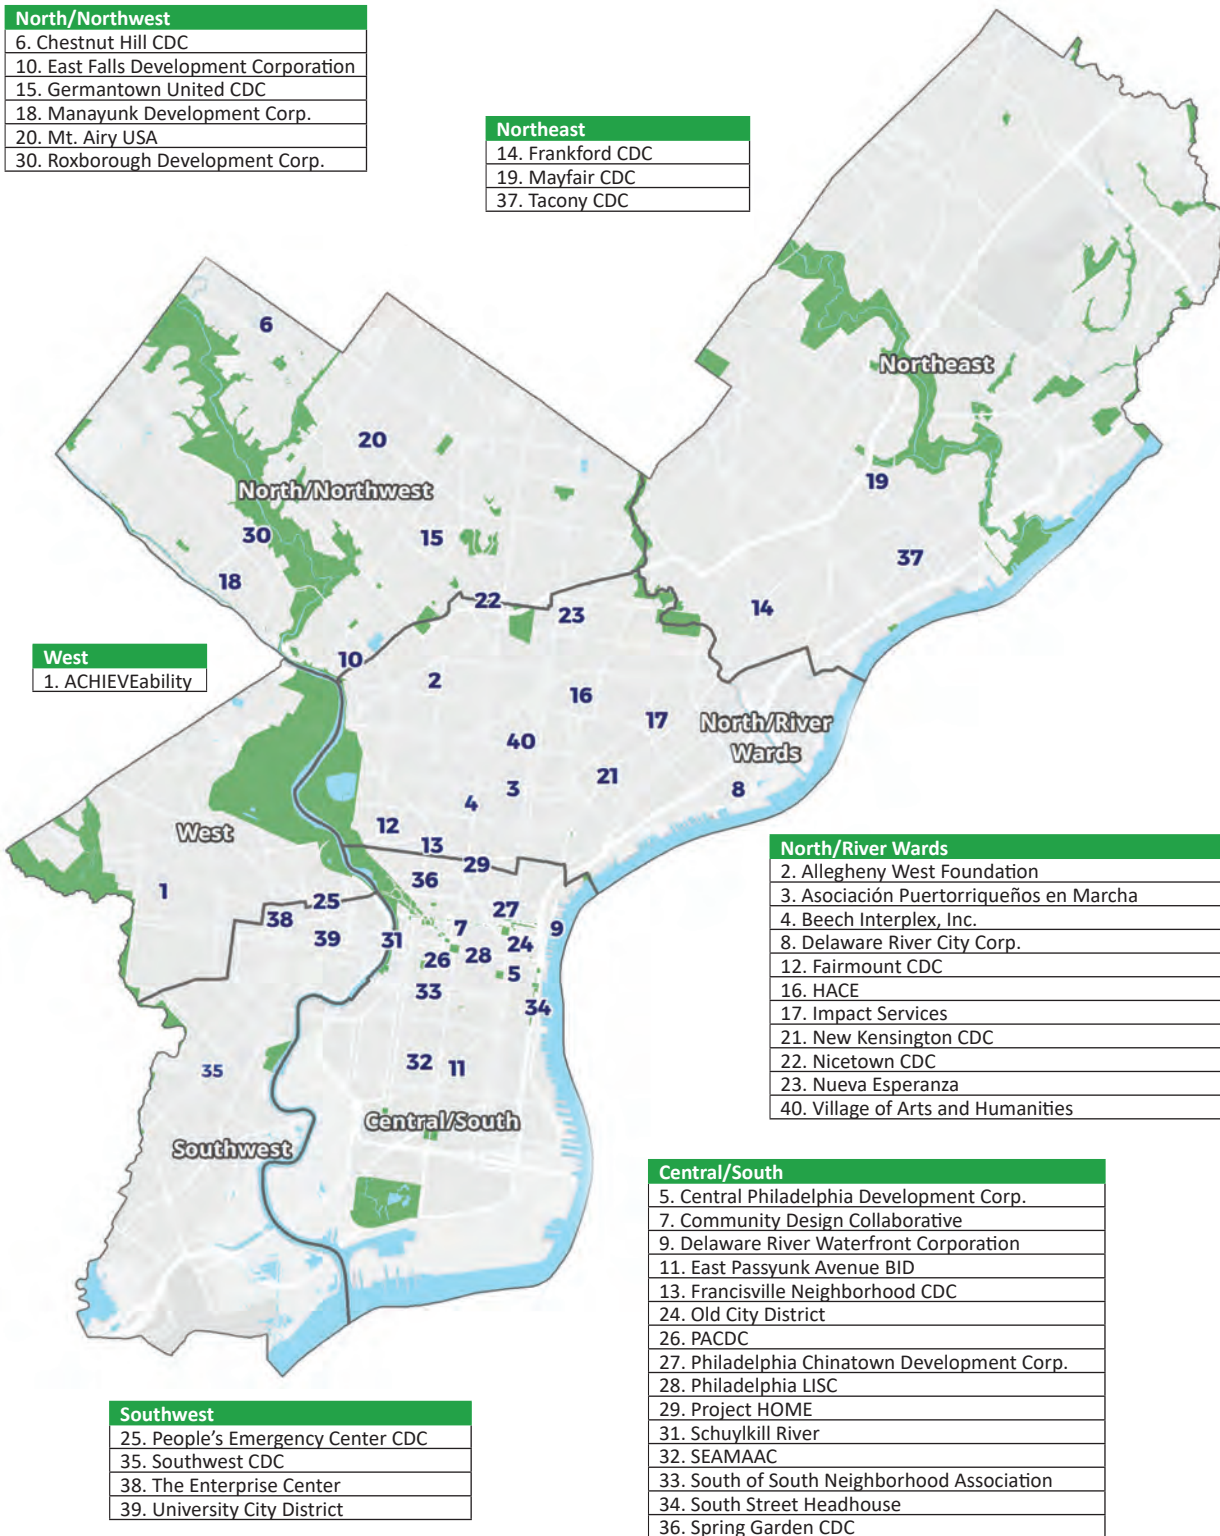 North/Northwest
6. Chestnut Hill CDC
10. East Falls Development Corporation
15. Germantown United CDC
18. Manayunk Development Corp.
20. Mt. Airy USA
30. Roxborough Development Corp.
Northeast
14. Frankford CDC
19. Mayfair CDC
37. Tacony CDC
6
Northeast
20
19
North/Northwest
30
15
37
18
22
23
14
West
1. ACHIEVEability
10
2
16
17
North/River
Wards
40
21
3
8
4
12
West
13
29
36
1
25
27
38
7
9
39
31
24
28
26
5
33
34
32
11
35
Central/South
Southwest
North/River Wards
2. Allegheny West Foundation
3. Asociación Puertorriqueños en Marcha
4. Beech Interplex, Inc.
8. Delaware River City Corp.
12. Fairmount CDC
16. HACE
17. Impact Services
21. New Kensington CDC
22. Nicetown CDC
23. Nueva Esperanza
40. Village of Arts and Humanities
Central/South
5. Central Philadelphia Development Corp.
7. Community Design Collaborative
9. Delaware River Waterfront Corporation
11. East Passyunk Avenue BID
13. Francisville Neighborhood CDC
24. Old City District
26. PACDC
27. Philadelphia Chinatown Development Corp.
28. Philadelphia LISC
29. Project HOME
31. Schuylkill River
32. SEAMAAC
33. South of South Neighborhood Association
34. South Street Headhouse
36. Spring Garden CDC
Southwest
25. People's Emergency Center CDC
35. Southwest CDC
38. The Enterprise Center
39. University City District